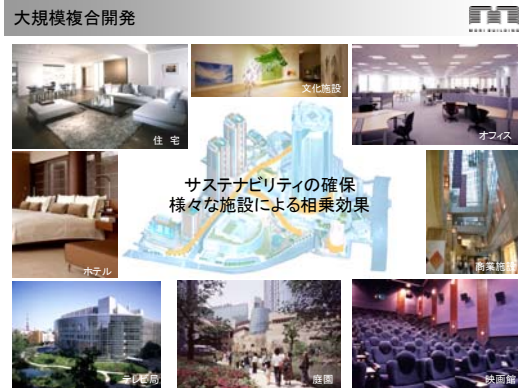 大規模複合開発
MORI BUILDING
文化施設
住 宅
オフィス
サステナビリティの確保
様々な施設による相乗効果
ホテル
商業施設
テレビ局
庭園
映画館